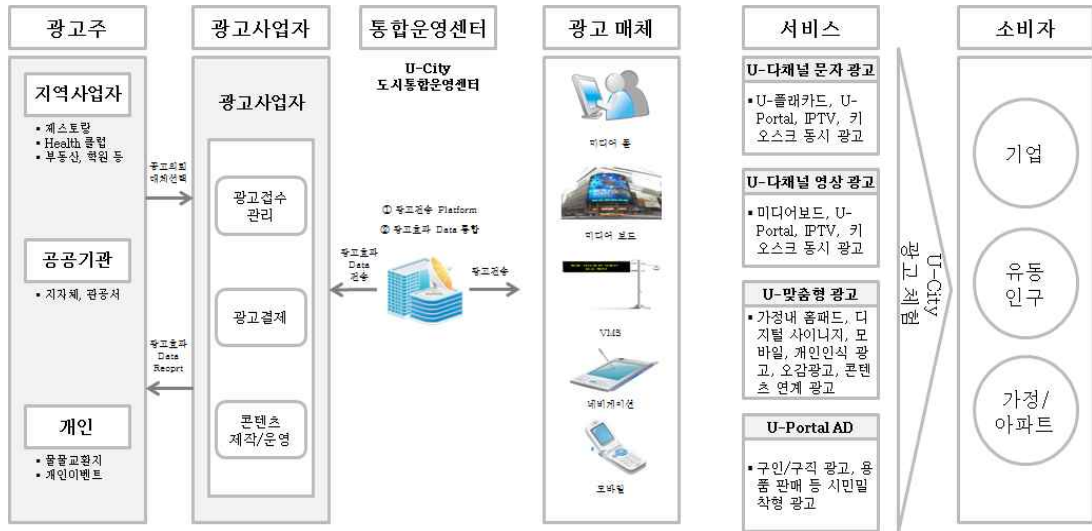 광고주
광고사업자
통합운영센터
광고 매체
서비스
소비자
지역사업자
▪ 제스토랑
▪ Health 클럽
▪ 부동산, 학원 등
공공기관
▪ 지자체, 관공서
개인
▪ 물물교환지
▪ 개인이벤트
광고의뢰
매체선택
광고효과
Data
Reoprt
광고사업자
광고접수
관리
광고결제
콘텐츠
제작/운영
U-City
도시통합운영센터
① 광고전송 Platform
② 광고효과 Data 통합
광고효과
Data
전송
광고전송
미디어 폴
미디어 보드
VMS
네비게이션
모바일
U-다채널 문자 광고
▪ U-플래카드, U-
Portal, IPTV, 키
오스크 동시 광고
U-다채널 영상 광고
▪ 미디어보드, U-
Portal, IPTV, 키
오스크 동시 광고
U-맞춤형 광고
▪ 가정내 홈패드, 디
지털 사이니지, 모
바일, 개인인식 광
고, 오감광고, 콘텐
츠 연계 광고
U-Portal AD
▪ 구인/구직 광고, 용
품 판매 등 시민밀
착형 광고
U-City
광고 체험
기업
유동
인구
가정/
아파트